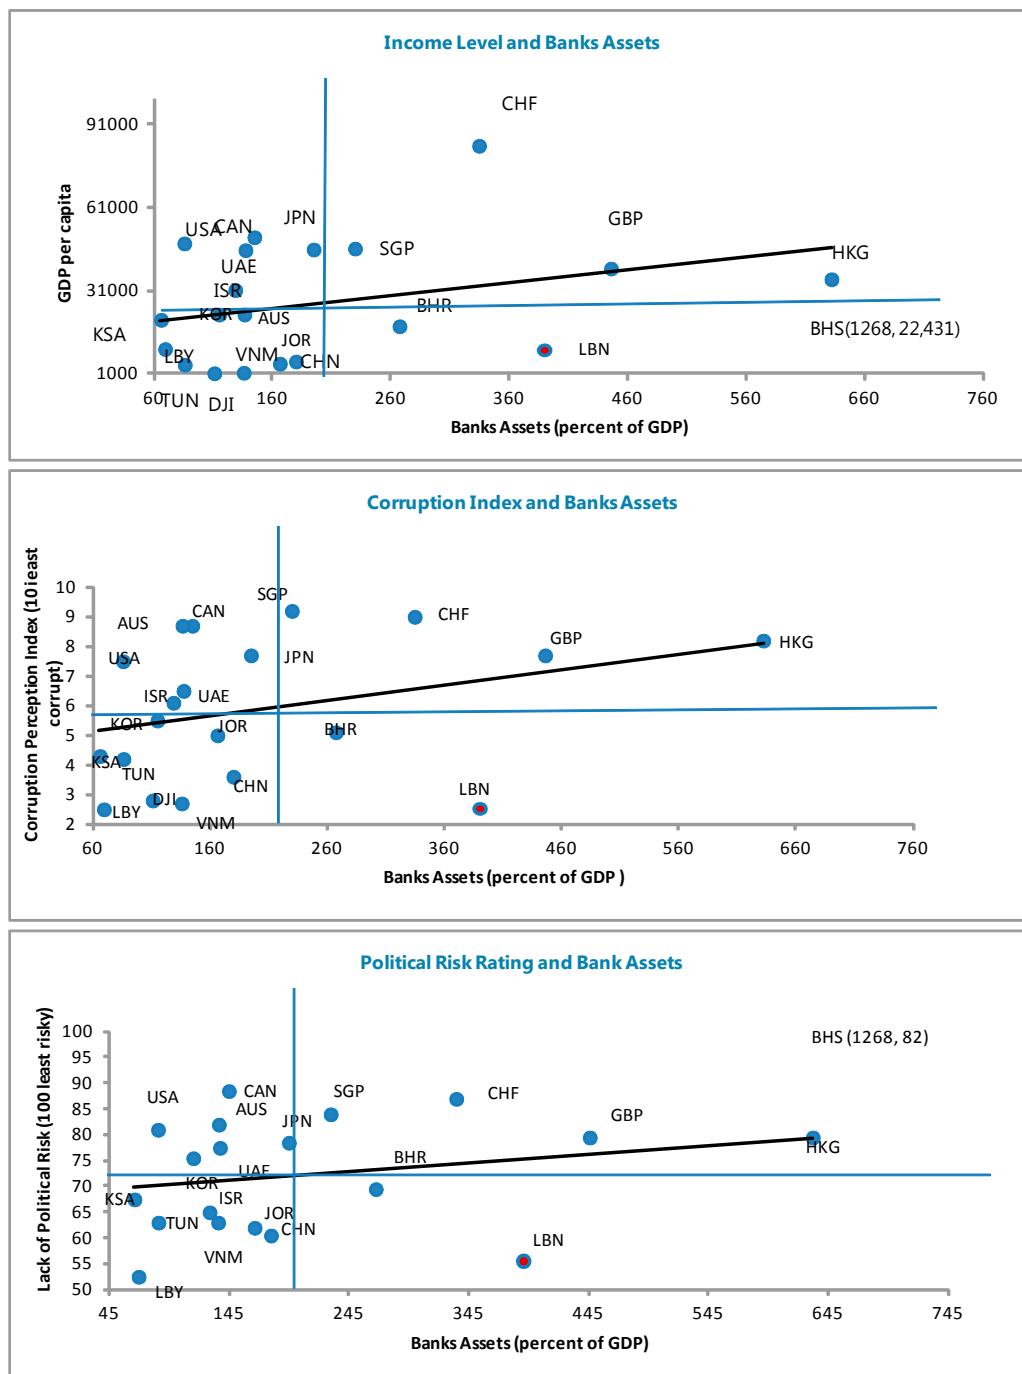 Income Level and Banks Assets
CHF
91000
GDP per capita
61000
JPN
GBP
USA
CAN
SGP
UAE
HKG
31000
ISR
BHR
KOR
AUS
BHS(1268, 22,431)
KSA
JOR
LBN
LBY
VNM
CHN
1000
60 160 260 360 460 560 660 760
TUN
DJI
Banks Assets (percent of GDP)
Corruption Index and Banks Assets
Corruption Perception Index (10 least
corrupt)
10
9
8
7
6
5
4
3
2
SGP
AUS
CAN
CHF
GBP
HKG
USA
JPN
ISR
UAE
KOR
JOR
BHR
KSA
TUN
CHN
LBN
DJI
LBY
VNM
60 160 260 360 460 560 660 760
Banks Assets (percent of GDP )
Political Risk Rating and Bank Assets
Lack of Political Risk (100 least risky)
100
95
90
85
80
75
70
65
60
55
50
BHS (1268, 82)
USA
CAN
SGP
CHF
AUS
GBP
JPN
HKG
BHR
UAE
KOR
KSA
ISR
JOR
TUN
CHN
LBN
VNM
LBY
45 145 245 345 445 545 645 745
Banks Assets (percent of GDP)